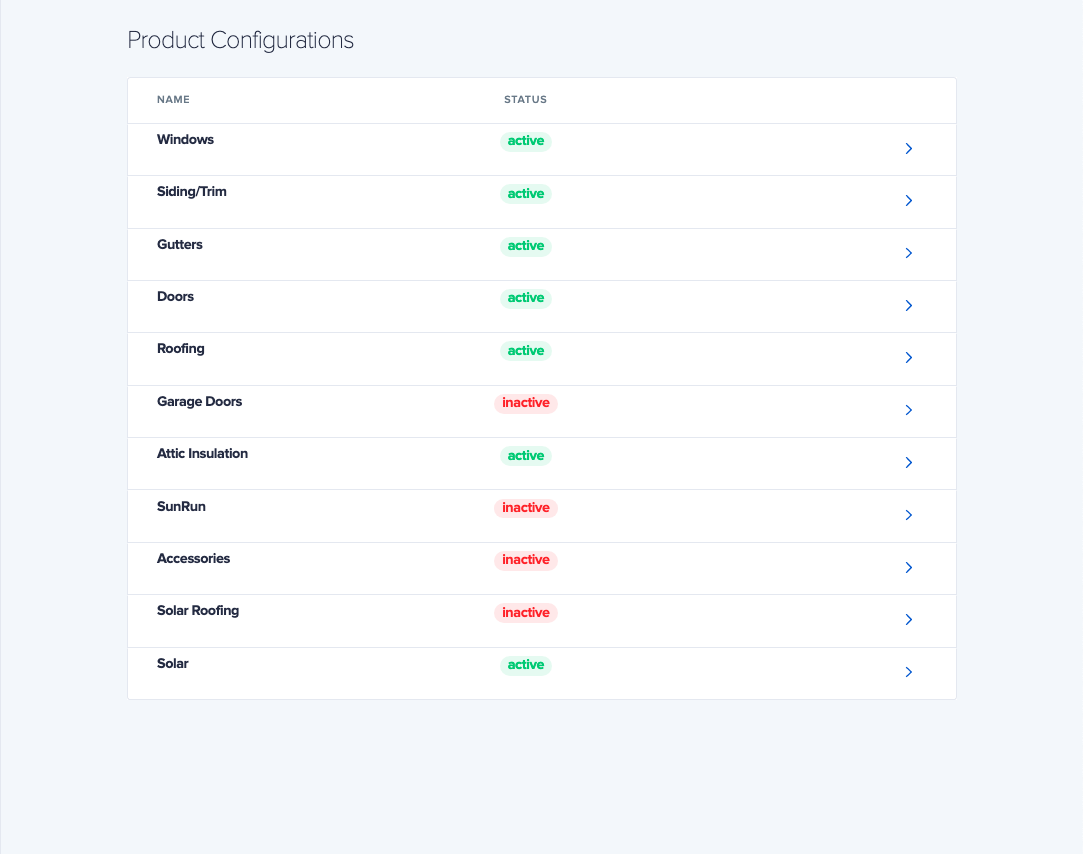 Product Configurations
NAME STATUS
Windows active
Siding/Trim active
Gutters active
Doors active
Roofing active
Garage Doors inactive
Attic Insulation active
SunRun inactive
Accessories inactive
Solar Roofing inactive
Solar active